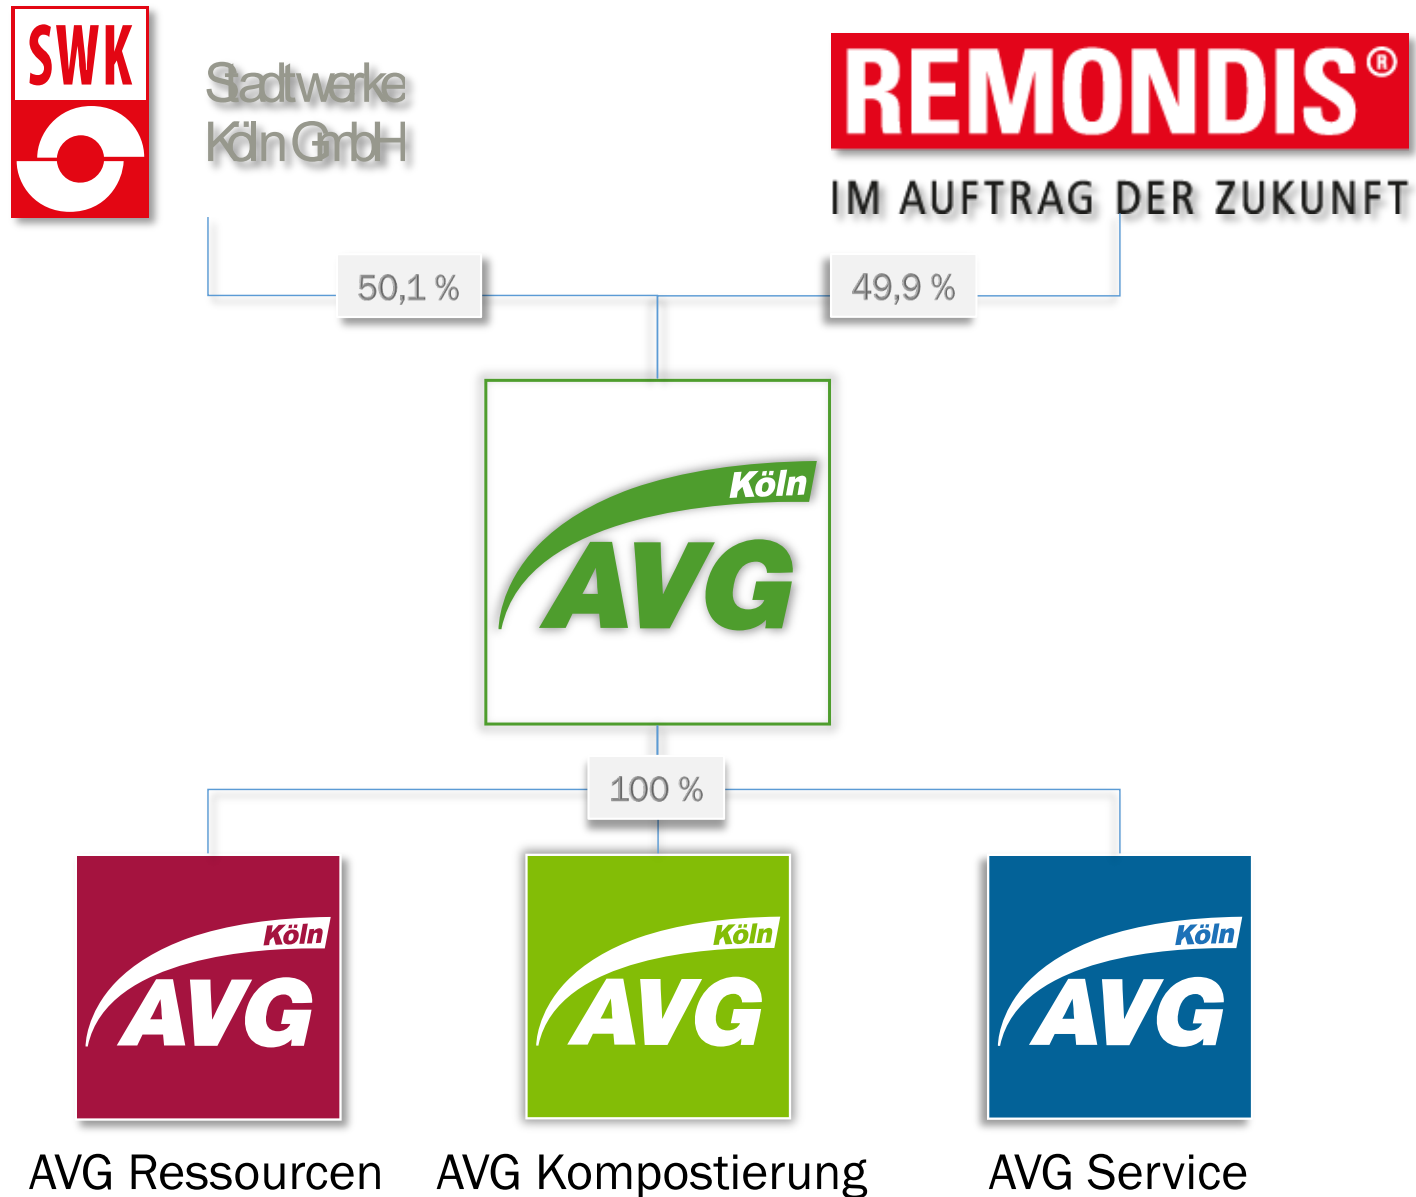 SWK
Stadtwerke
Köln GmbH
REMONDIS®
IM AUFTRAG DER ZUKUNFT
50,1 %
49,9 %
Köln
AVG
100 %
Köln
AVG
Köln
AVG
Köln
AVG
AVG Ressourcen
AVG Kompostierung
AVG Service